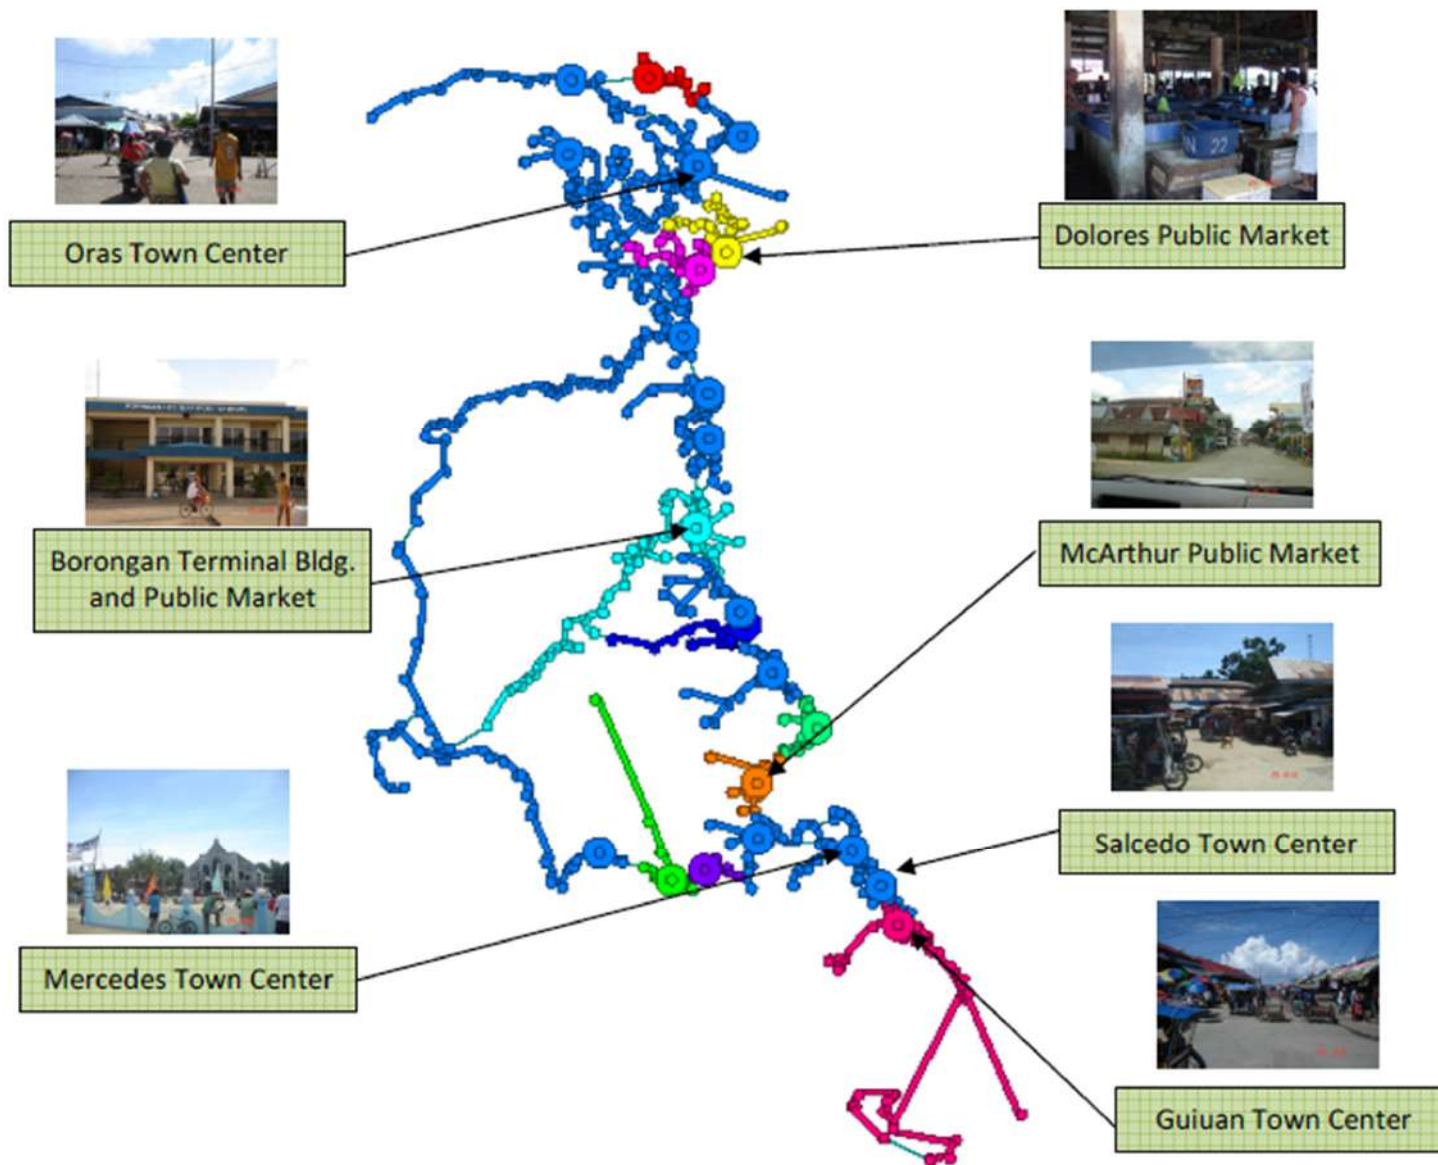 Oras Town Center
Dolores Public Market
22
Borongan Terminal Bldg.
and Public Market
McArthur Public Market
Salcedo Town Center
Mercedes Town Center
Guiuan Town Center